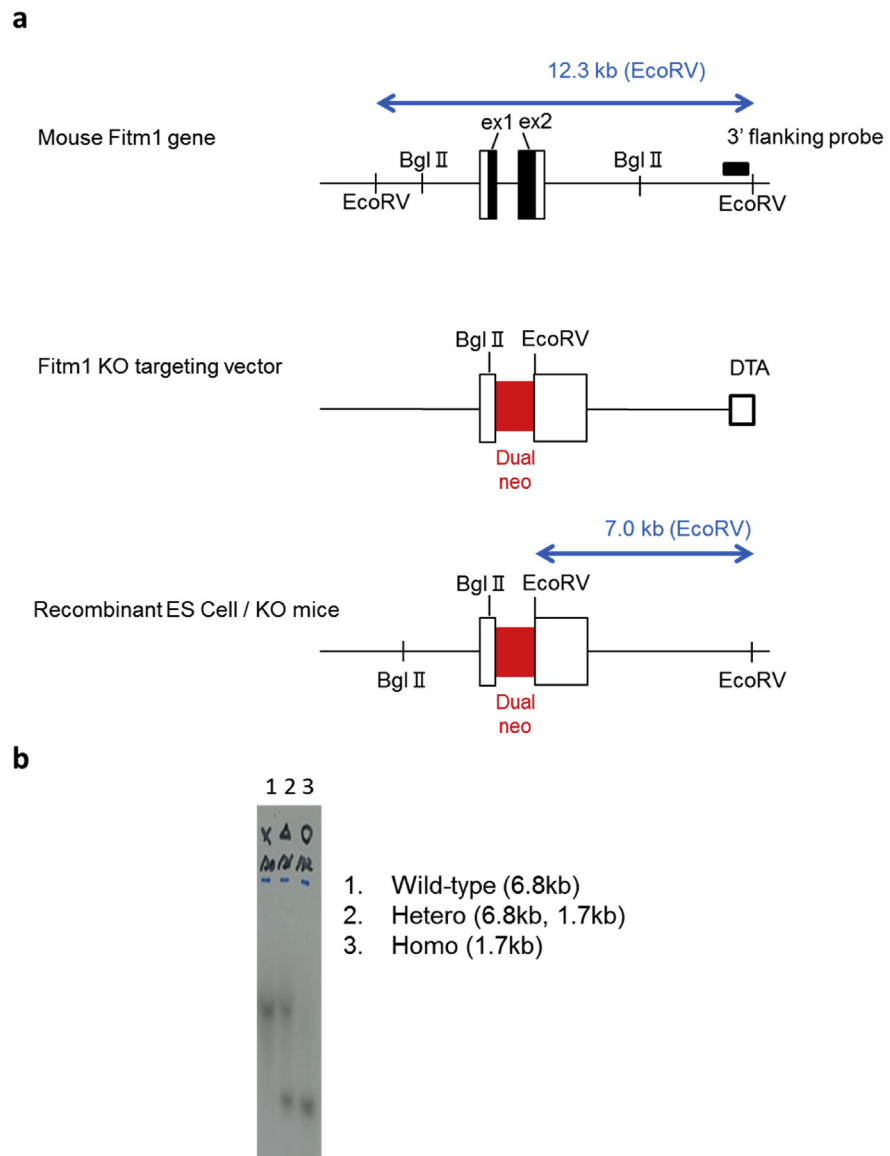 a
12.3 kb (EcoRV)
Mouse Fitm1 gene
ex1 ex2
3' flanking probe
Bgl Ⅱ
Bgl Ⅱ
EcoRV
EcoRV
Bgl Ⅱ
EcoRV
Fitm1 KO targeting vector
DTA
Dual
neo
7.0 kb (EcoRV)
Bgl Ⅱ
EcoRV
Recombinant ES Cell / KO mice
Bgl Ⅱ
EcoRV
Dual
neo
b
1 2 3
1. Wild-type (6.8kb)
2. Hetero (6.8kb, 1.7kb)
3. Homo (1.7kb)